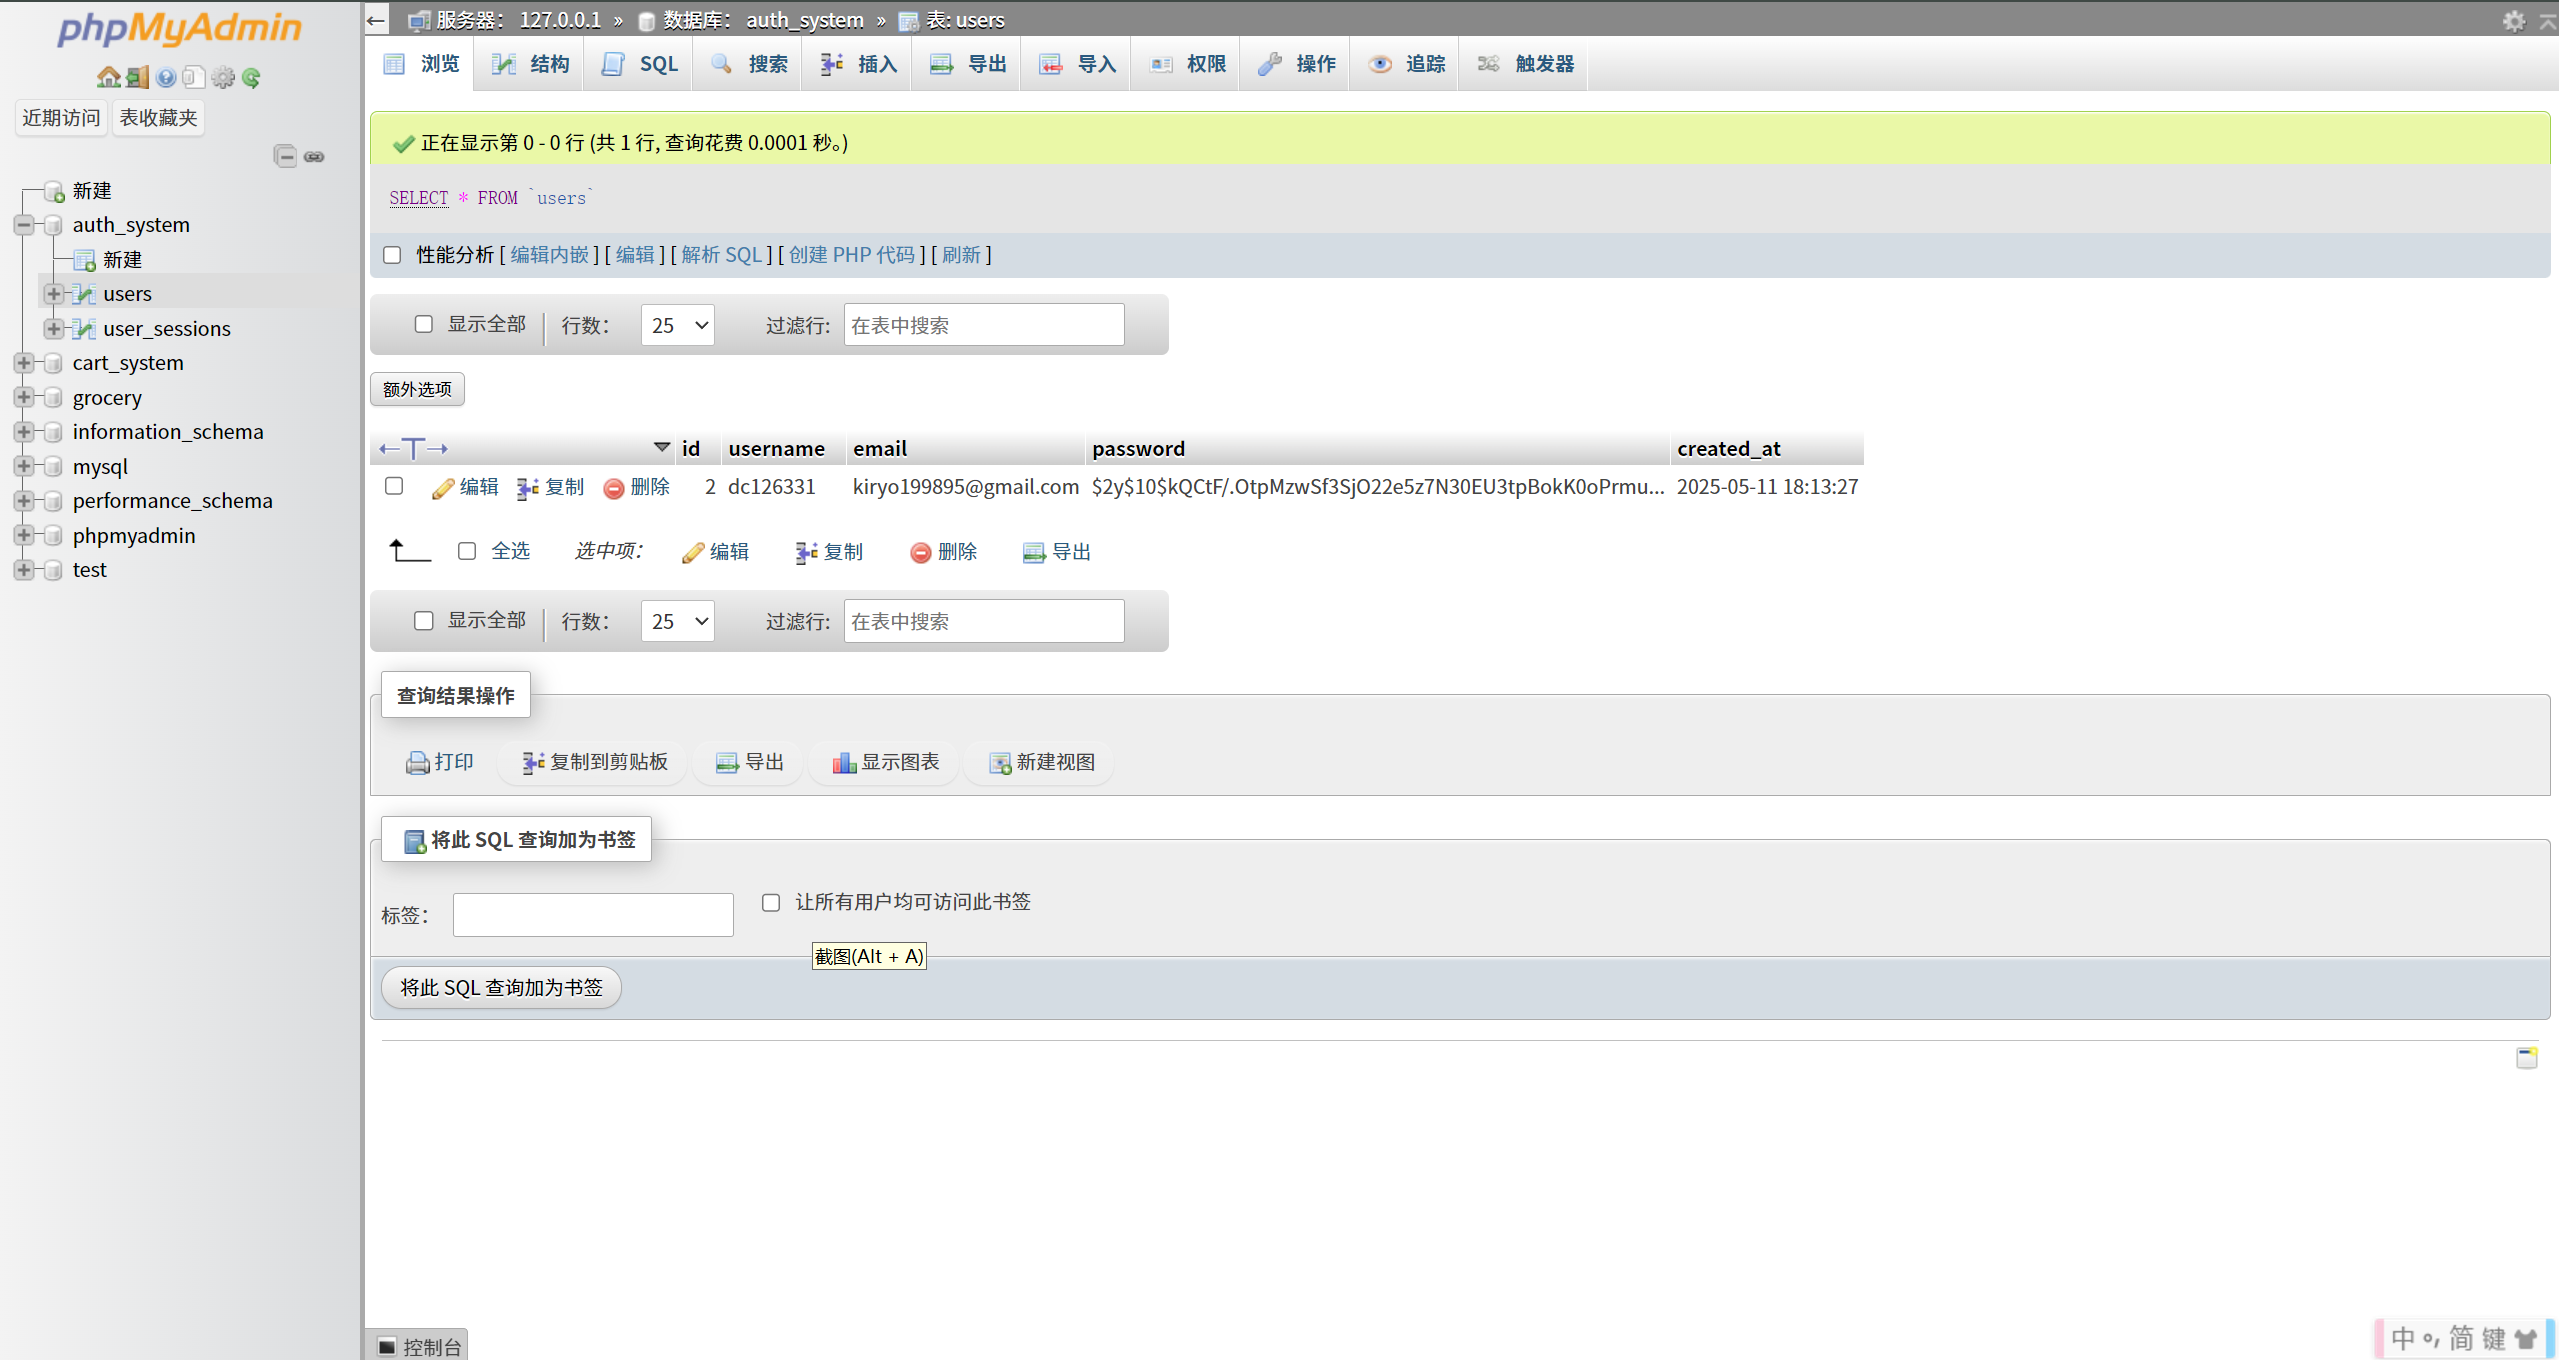 phpMyAdmin
近期访问 表收藏夹
新建
auth_system
新建
users
user_sessions
cart_system
grocery
information_schema
mysql
performance_schema
phpmyadmin
test
服务器： 127.0.0.1 » 数据库： auth_system » 表: users
浏览 结构 SQL 搜索 插入 导出 导入 权限 操作 追踪 触发器
正在显示第 0 - 0 行 (共 1 行, 查询花费 0.0001 秒。)
SELECT * FROM `users`
性能分析 [ 编辑内嵌 ] [ 编辑 ] [ 解析 SQL ] [ 创建 PHP 代码 ] [ 刷新 ]
显示全部 行数： 25 过滤行: 在表中搜索
额外选项
←T→ id username email password created_at
编辑 复制 删除 2 dc126331 kiryo199895@gmail.com $2y$10$kQCtF/.OtpMzwSf3SjO22e5z7N30EU3tpBokK0oPrmu... 2025-05-11 18:13:27
全选 选中项： 编辑 复制 删除 导出
显示全部 行数： 25 过滤行: 在表中搜索
查询结果操作
打印 复制到剪贴板 导出 显示图表 新建视图
将此 SQL 查询加为书签
标签： 让所有用户均可访问此书签
截图(Alt + A)
将此 SQL 查询加为书签
控制台
中 简 键